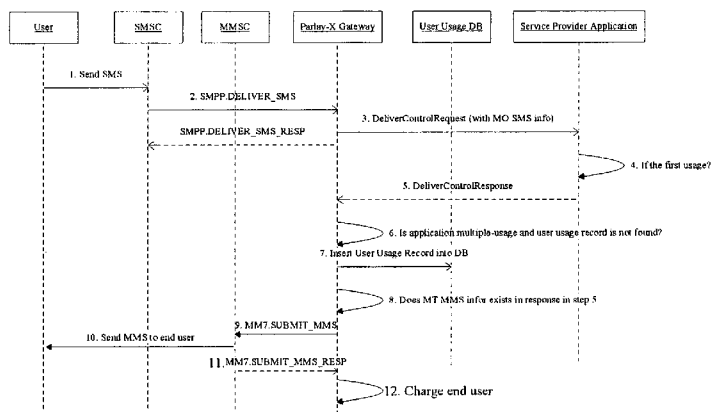 User
SMSC
MMSC
Parlay-X Gateway
User Usage DB
Service Provider Application
1. Send SMS
2. SMPP.DELIVER_SMS
3. DeliverControlRequest (with MO SMS info)
SMPP.DELIVER_SMS_RESP
4. If the first usage?
5. DeliverControlResponse
6. Is application multiple-usage and user usage record is not found?
7. Insert User Usage Record into DB
8. Does MT MMS infor exists in response in step 5
9. MM7.SUBMIT_MMS
10. Send MMS to end user
11.MM7.SUBMIT_MMS_RESP
12. Charge end user